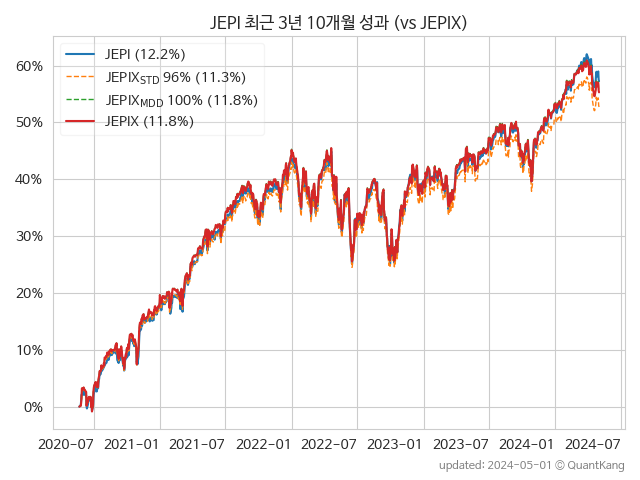 JEPI 최근 3년 10개월 성과 (vs JEPIX)
JEPI (12.2%)
JEPIX_STD 96% (11.3%)
JEPIX_MDD 100% (11.8%)
JEPIX (11.8%)
60%
50%
40%
30%
20%
10%
0%
2020-07 2021-01 2021-07 2022-01 2022-07 2023-01 2023-07 2024-01 2024-07
updated: 2024-05-01 © QuantKang